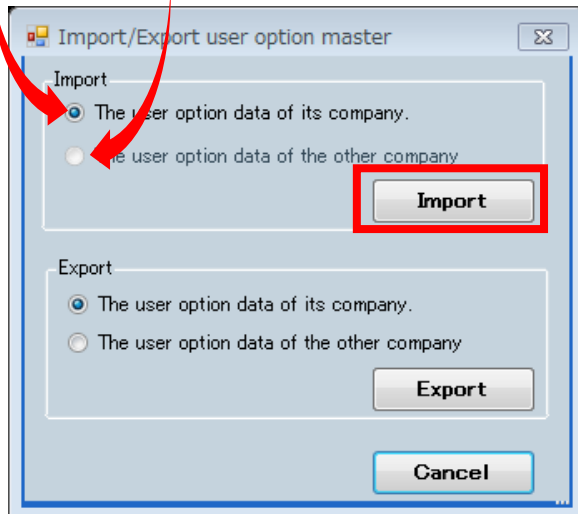 Import/Export user option master
Import
The user option data of its company.
The user option data of the other company
Import
Export
The user option data of its company.
The user option data of the other company
Export
Cancel